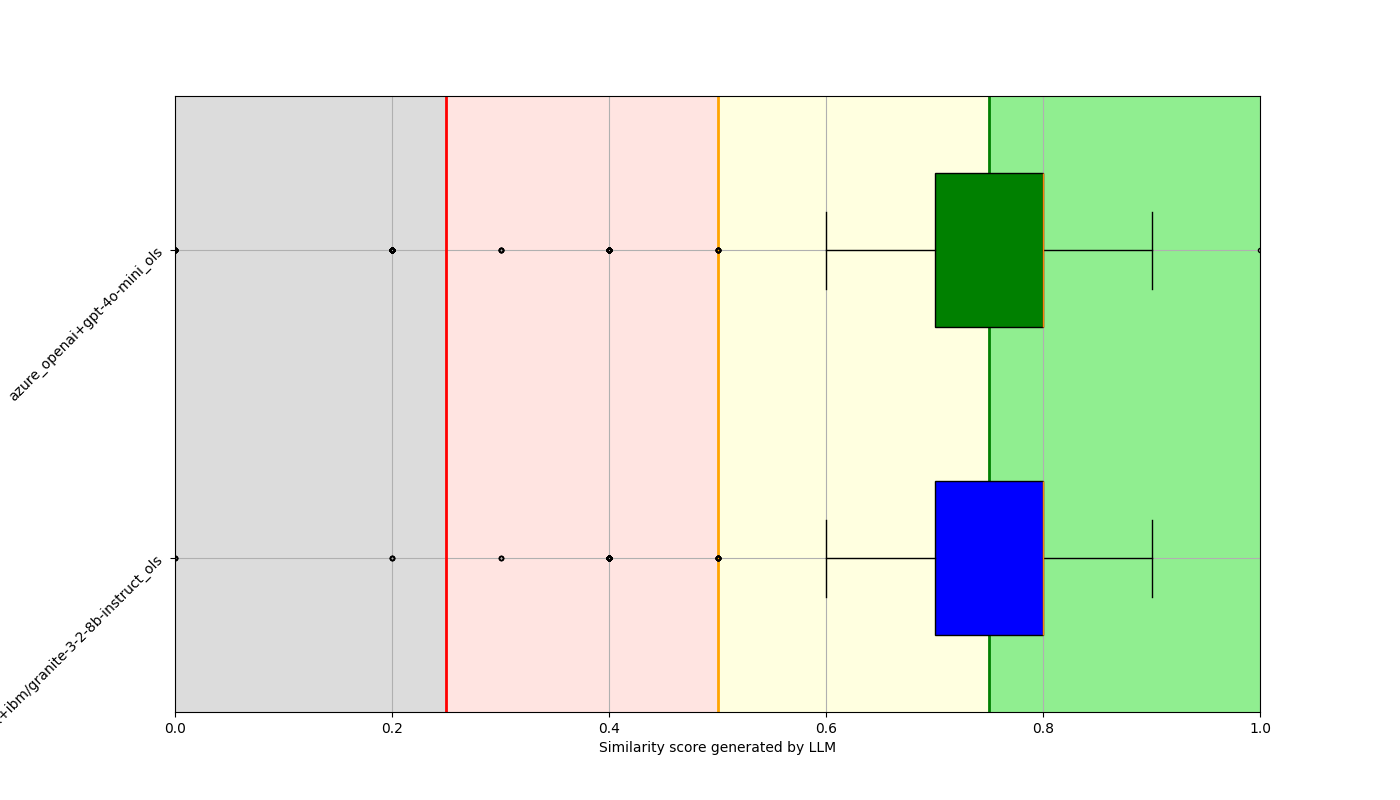 azure_openai+gpt-4o-mini_ols
+ibm/granite-3-2-8b-instruct_ols
0.0 0.2 0.4 0.6 0.8 1.0
Similarity score generated by LLM